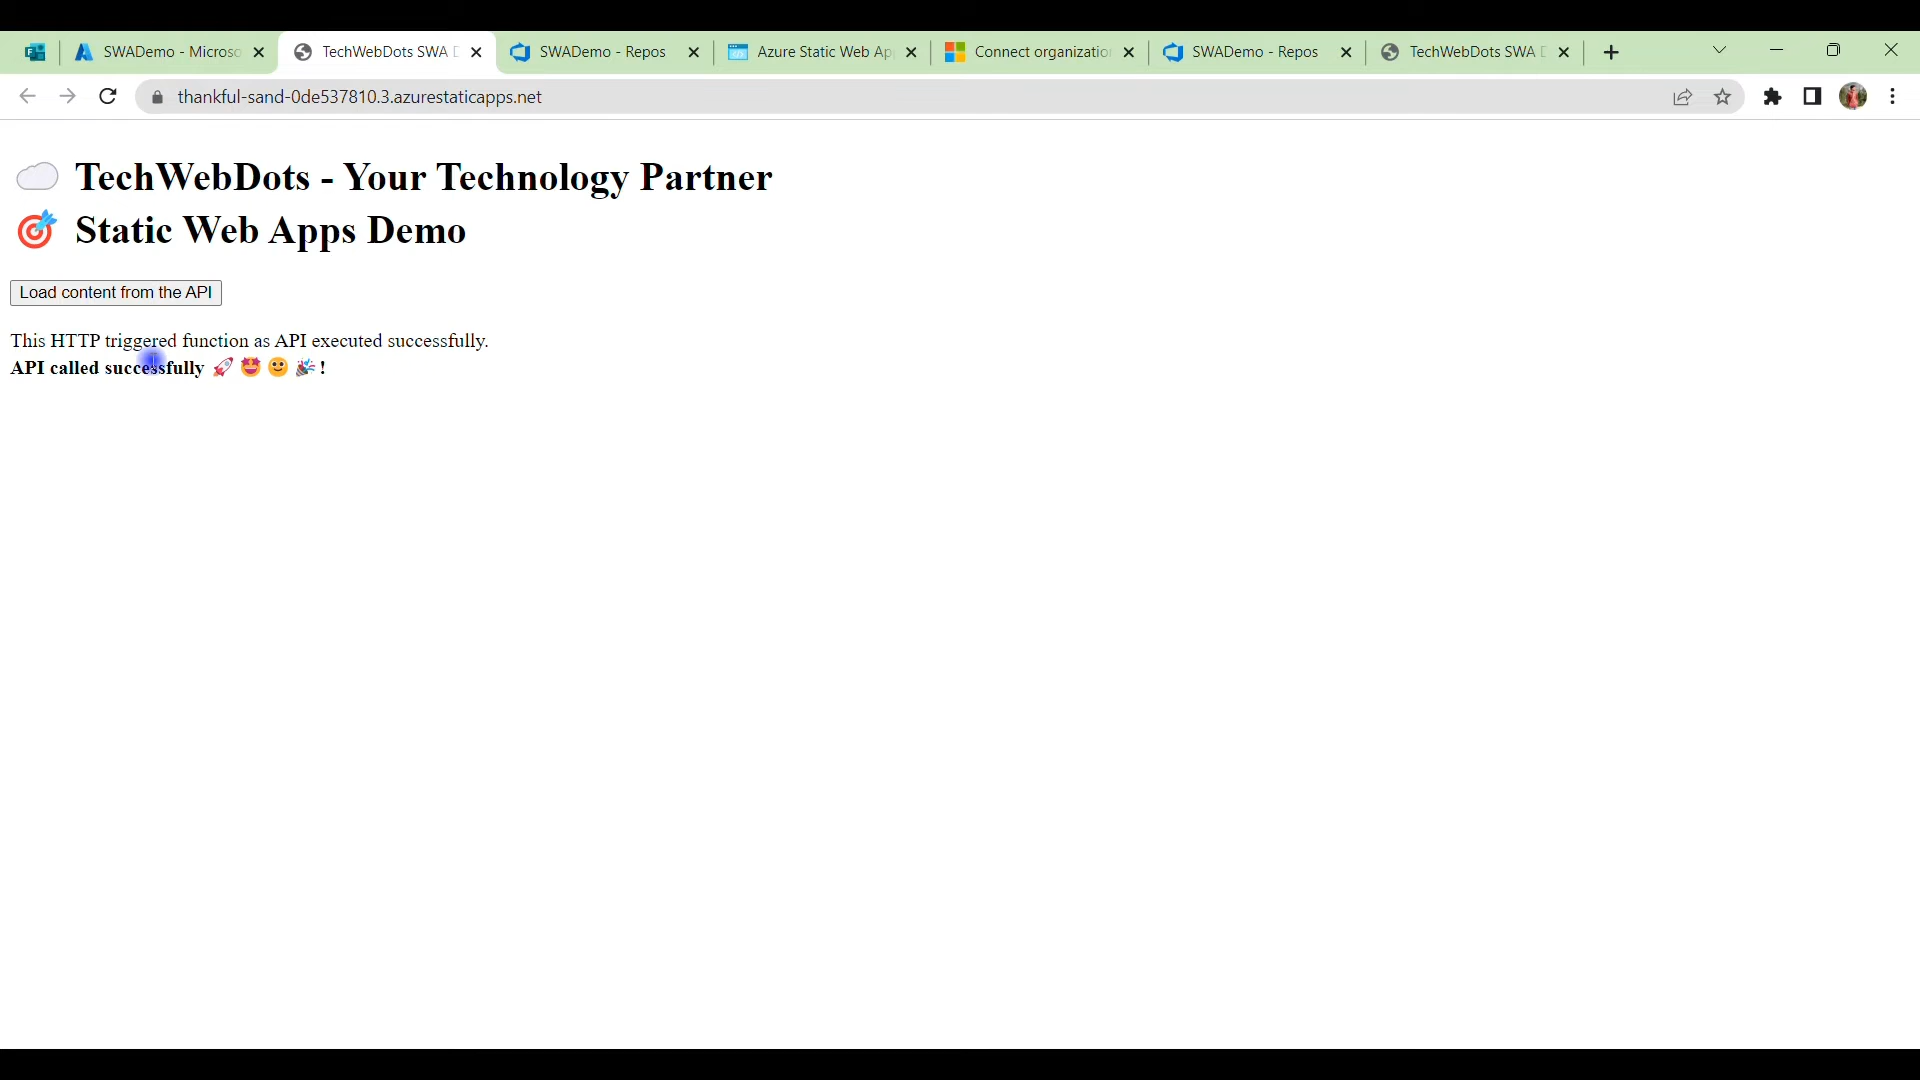 SWADemo - Microso
TechWebDots SWA D
SWADemo - Repos
Azure Static Web Ap
Connect organization
SWADemo - Repos
TechWebDots SWA D
thankful-sand-0de537810.3.azurestaticapps.net
☁️ TechWebDots - Your Technology Partner
🎯 Static Web Apps Demo
Load content from the API
This HTTP triggered function as API executed successfully.
API called successfully 🚀 🤩 🙂 🎉 !